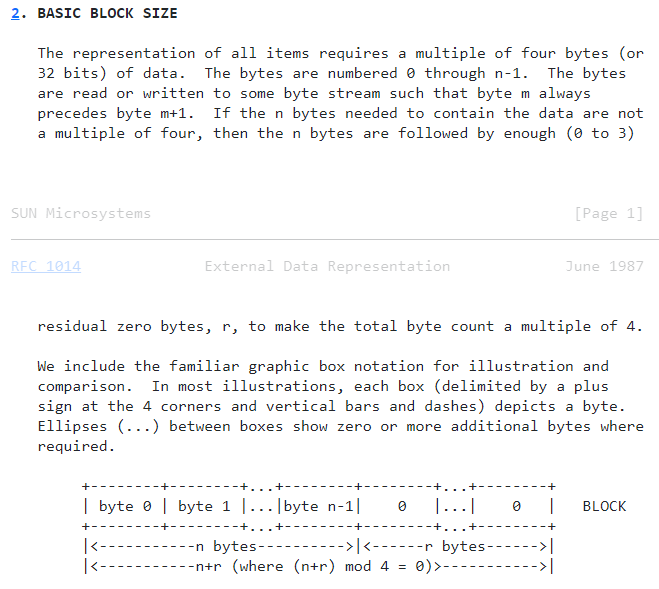 2. BASIC BLOCK SIZE
The representation of all items requires a multiple of four bytes (or
32 bits) of data.  The bytes are numbered 0 through n-1.  The bytes
are read or written to some byte stream such that byte m always
precedes byte m+1.  If the n bytes needed to contain the data are not
a multiple of four, then the n bytes are followed by enough (0 to 3)
SUN Microsystems                                                [Page 1]
RFC 1014              External Data Representation             June 1987
residual zero bytes, r, to make the total byte count a multiple of 4.
We include the familiar graphic box notation for illustration and
comparison.  In most illustrations, each box (delimited by a plus
sign at the 4 corners and vertical bars and dashes) depicts a byte.
Ellipses (...) between boxes show zero or more additional bytes where
required.
+--------+--------+...+--------+--------+...+--------+
| byte 0 | byte 1 |...|byte n-1|    0   |...|    0   |   BLOCK
+--------+--------+...+--------+--------+...+--------+
|<-----------n bytes---------->|<------r bytes------>|
|<-----------n+r (where (n+r) mod 4 = 0)>----------->|